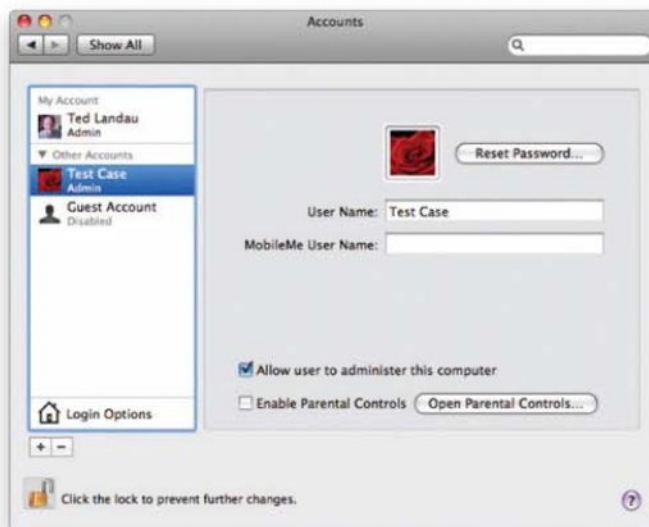 Accounts
Show All
My Account
Ted Landau
Admin
Other Accounts
Test Case
Admin
Guest Account
Disabled
Login Options
Reset Password...
User Name: Test Case
MobileMe User Name:
Allow user to administer this computer
Enable Parental Controls Open Parental Controls...
+ −
Click the lock to prevent further changes.
?